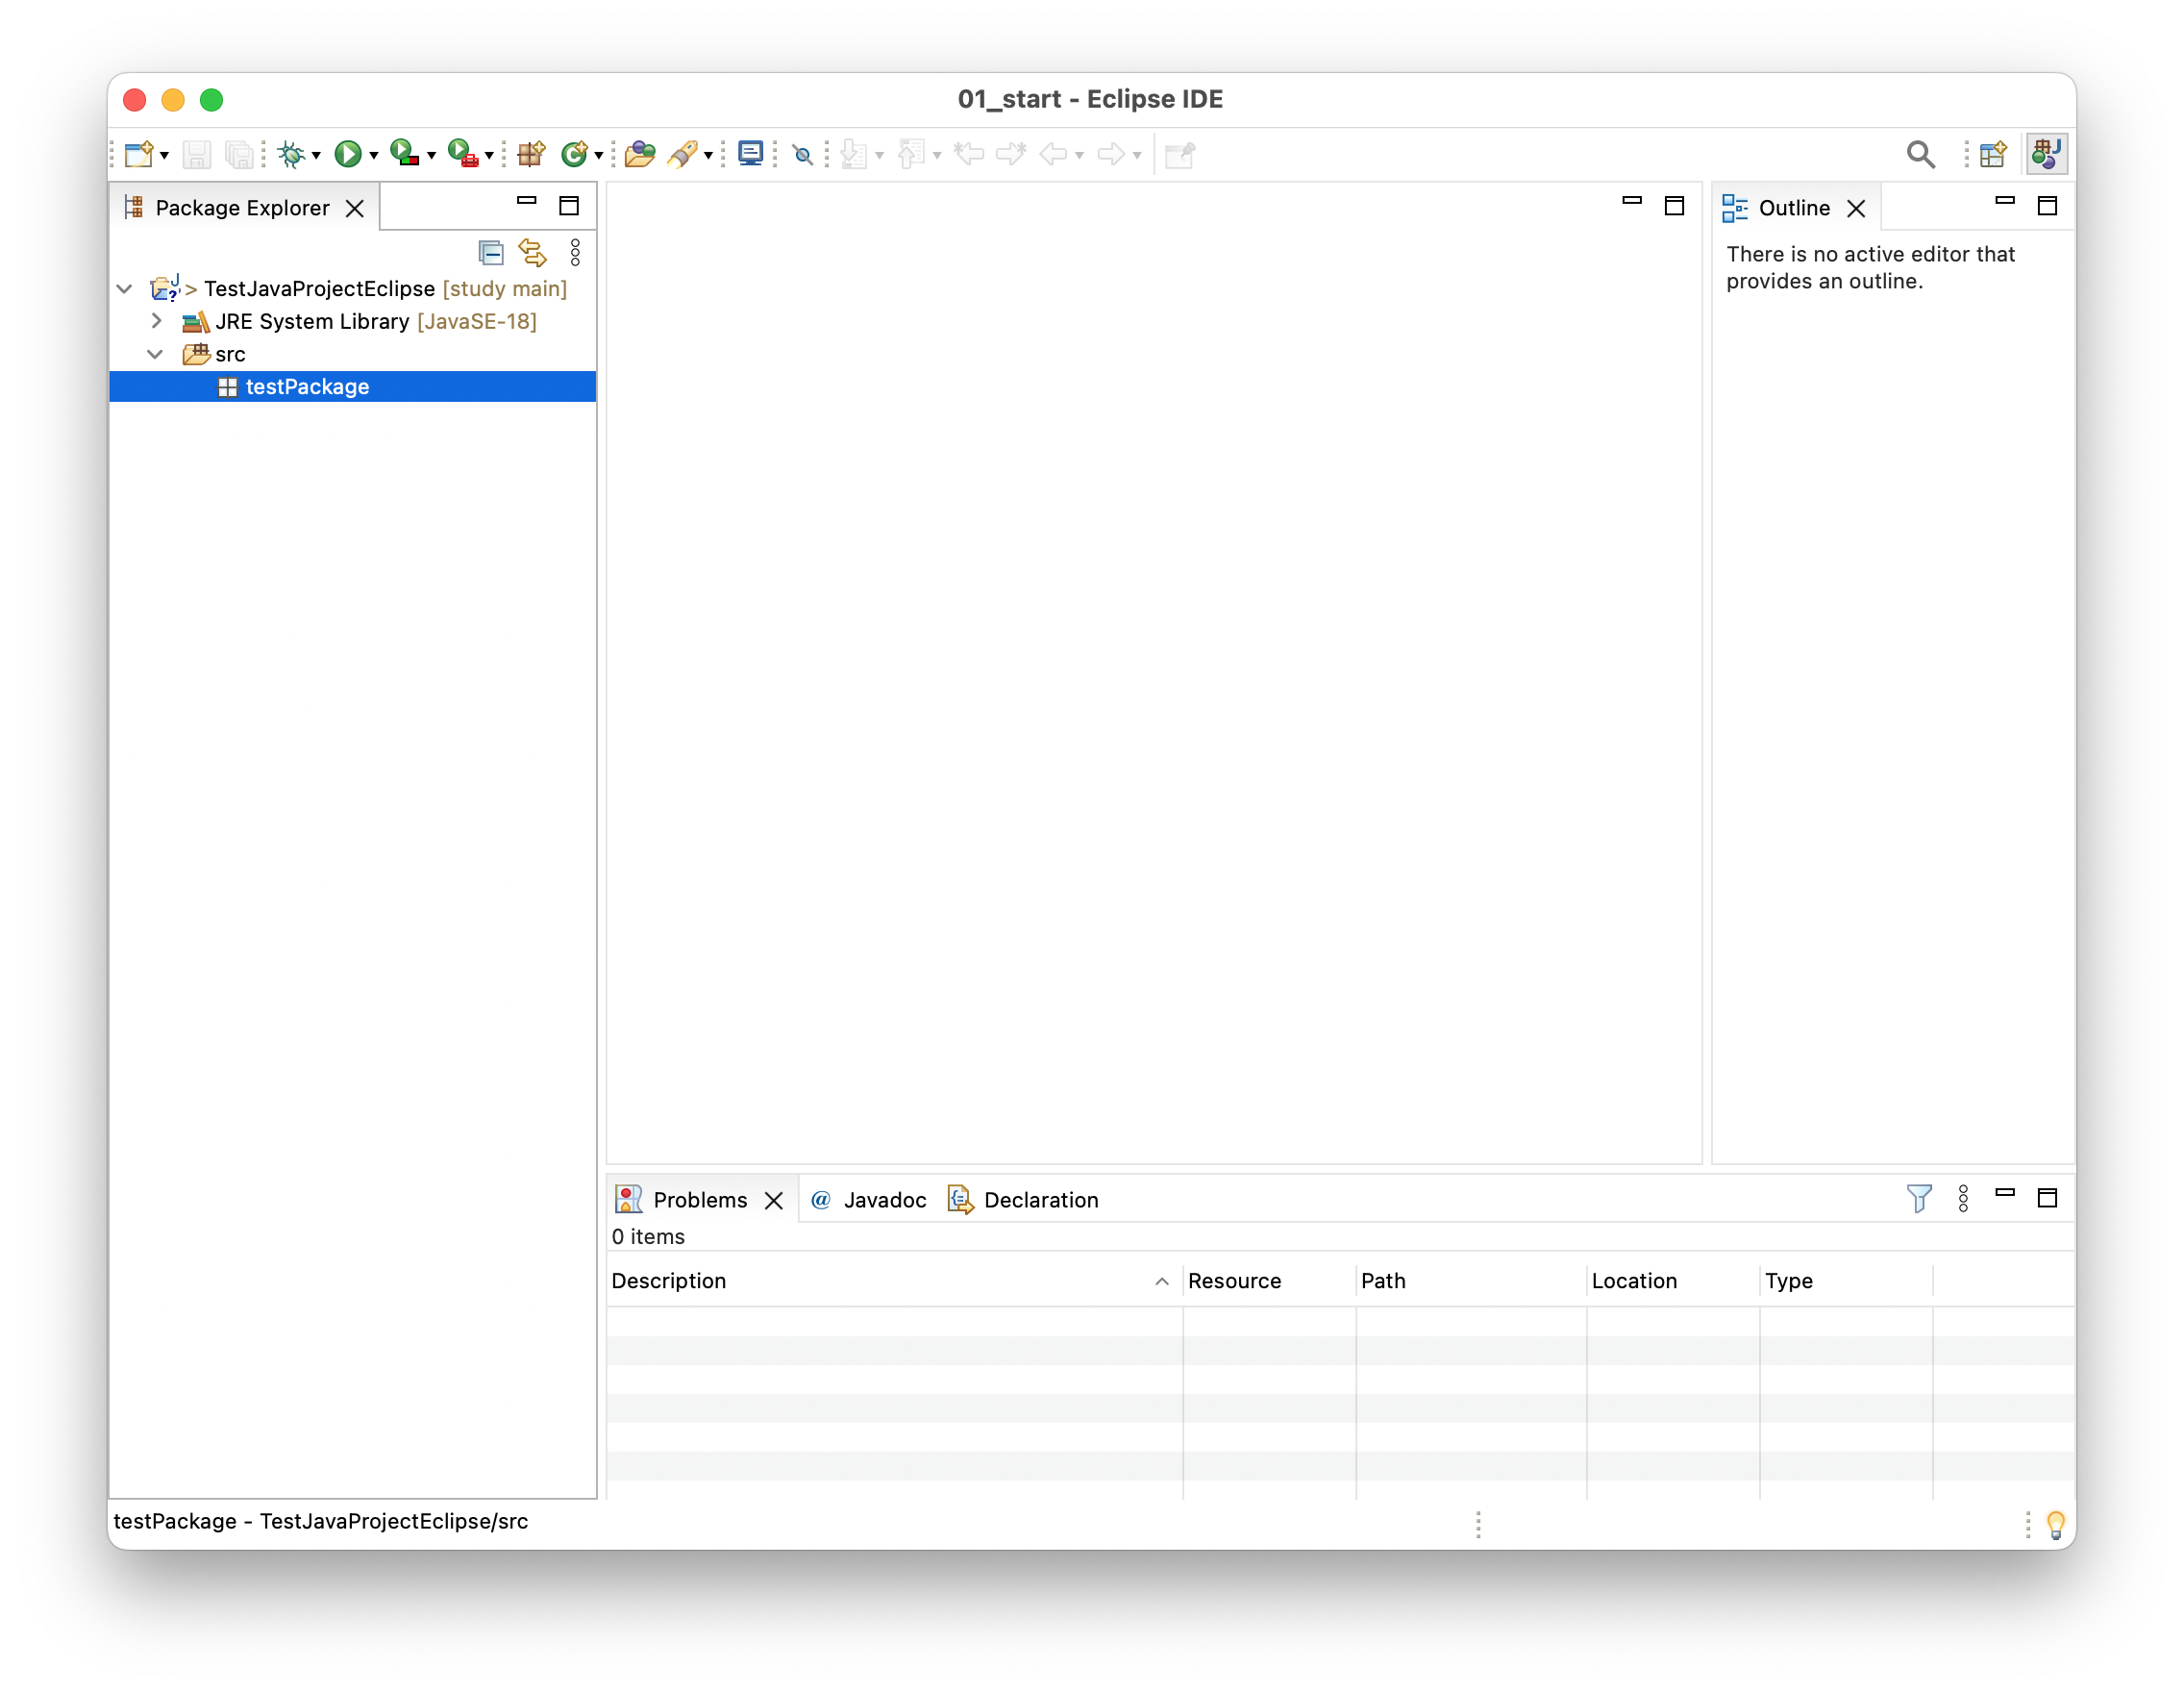 01_start - Eclipse IDE
Package Explorer
> TestJavaProjectEclipse [study main]
JRE System Library [JavaSE-18]
src
testPackage
Outline
There is no active editor that
provides an outline.
Problems
@ Javadoc
Declaration
0 items
Description
Resource
Path
Location
Type
testPackage - TestJavaProjectEclipse/src